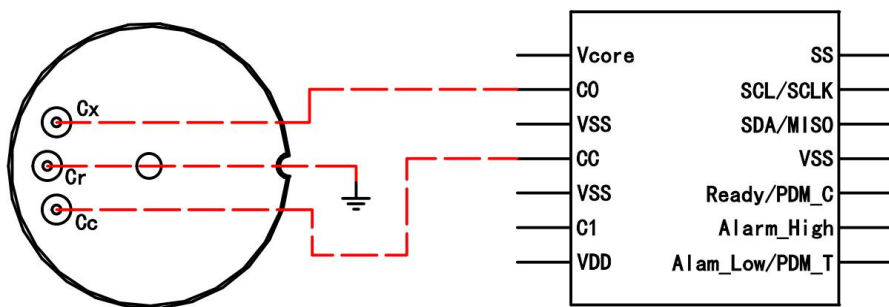 Cx
Cr
Cc
Vcore
C0
VSS
CC
VSS
C1
VDD
SS
SCL/SCLK
SDA/MISO
VSS
Ready/PDM_C
Alarm_High
Alam_Low/PDM_T